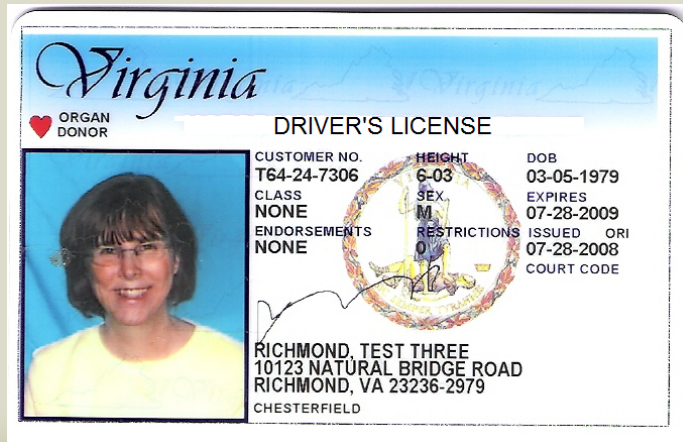 Virginia
ORGAN
DONOR
DRIVER'S LICENSE
CUSTOMER NO. HEIGHT DOB
T64-24-7306 6-03 03-05-1979
CLASS SEX EXPIRES
NONE M 07-28-2009
ENDORSEMENTS RESTRICTIONS ISSUED ORI
NONE 0 07-28-2008
COURT CODE
RICHMOND, TEST THREE
10123 NATURAL BRIDGE ROAD
RICHMOND, VA 23236-2979
CHESTERFIELD